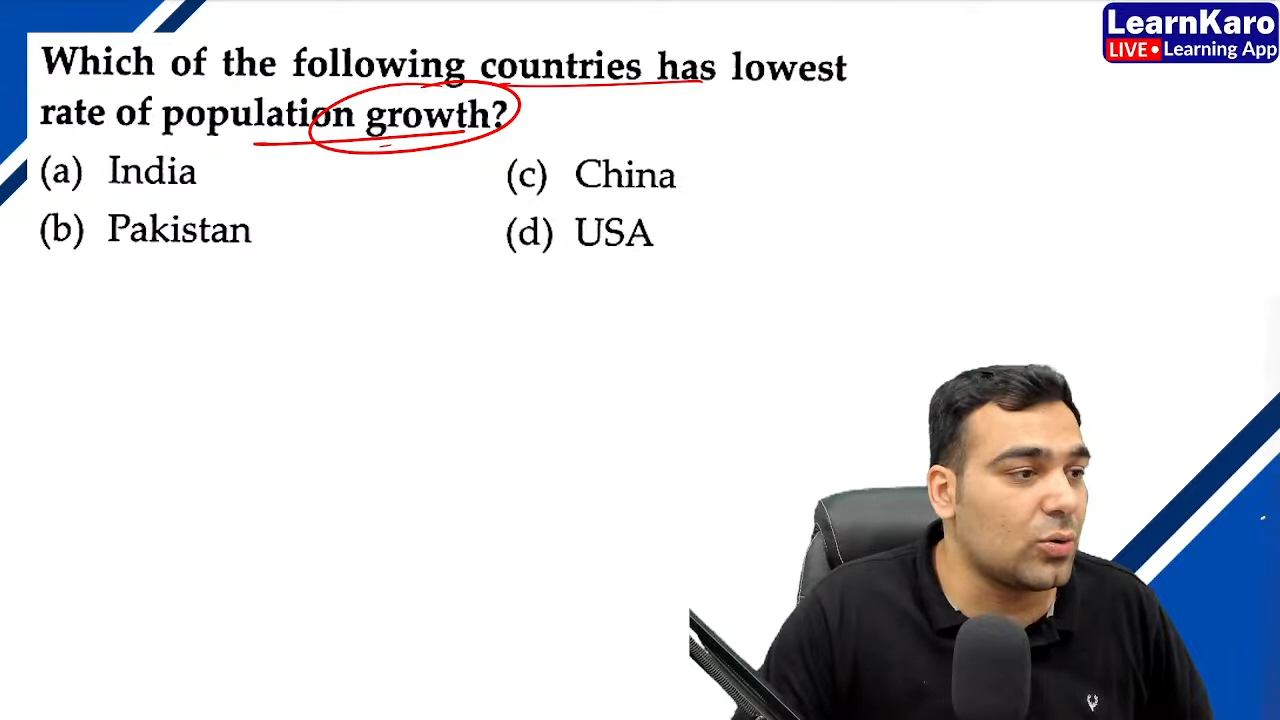 LearnKaro
LIVE • Learning App
Which of the following countries has lowest
rate of population growth?
(a) India
(c) China
(b) Pakistan
(d) USA